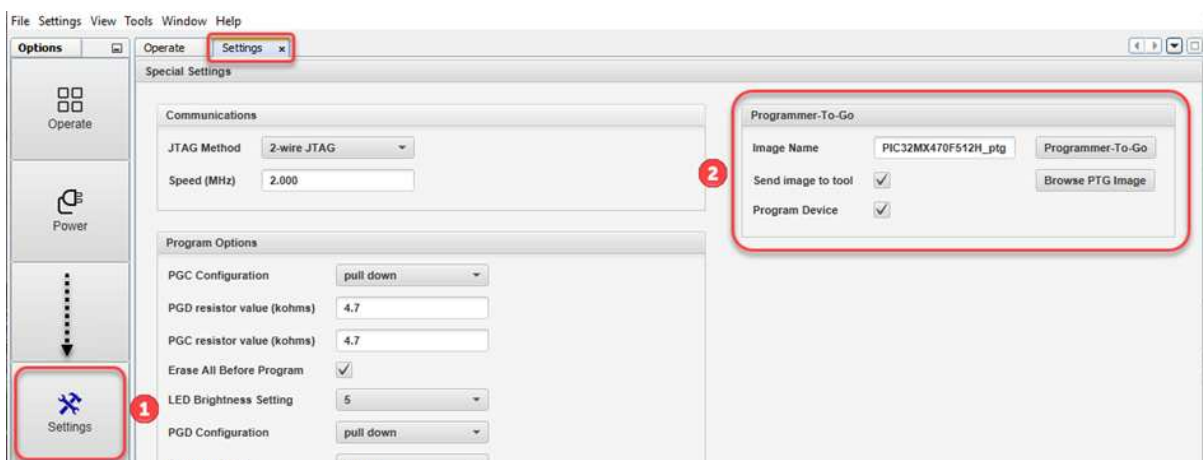 File Settings View Tools Window Help
Options
Operate
Settings x
Special Settings
Operate
Power
Settings
1
Communications
JTAG Method 2-wire JTAG
Speed (MHz) 2.000
Program Options
PGC Configuration pull down
PGD resistor value (kohms) 4.7
PGC resistor value (kohms) 4.7
Erase All Before Program
LED Brightness Setting 5
PGD Configuration pull down
2
Programmer-To-Go
Image Name PIC32MX470F512H_ptg Programmer-To-Go
Send image to tool Browse PTG Image
Program Device